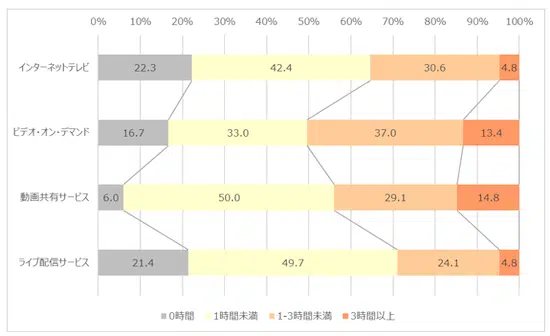 0% 10% 20% 30% 40% 50% 60% 70% 80% 90% 100%
インターネットテレビ 22.3 42.4 30.6 4.8
ビデオ・オン・デマンド 16.7 33.0 37.0 13.4
動画共有サービス 6.0 50.0 29.1 14.8
ライブ配信サービス 21.4 49.7 24.1 4.8
0時間 1時間未満 1-3時間未満 3時間以上